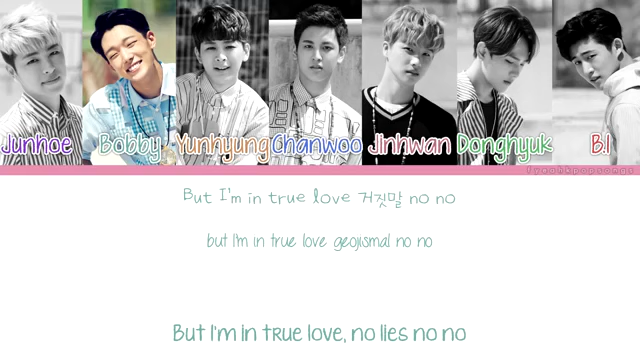 Junhoe Bobby Yunhyung Chanwoo Jinhwan Donghyuk B.I
But I'm in true love 거짓말 no no
but I'm in true love geojismal no no
But I'm in true love, no lies no no